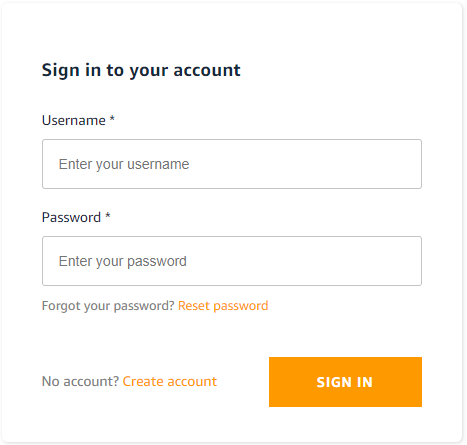 Sign in to your account
Username *
Enter your username
Password *
Enter your password
Forgot your password? Reset password
No account? Create account
SIGN IN